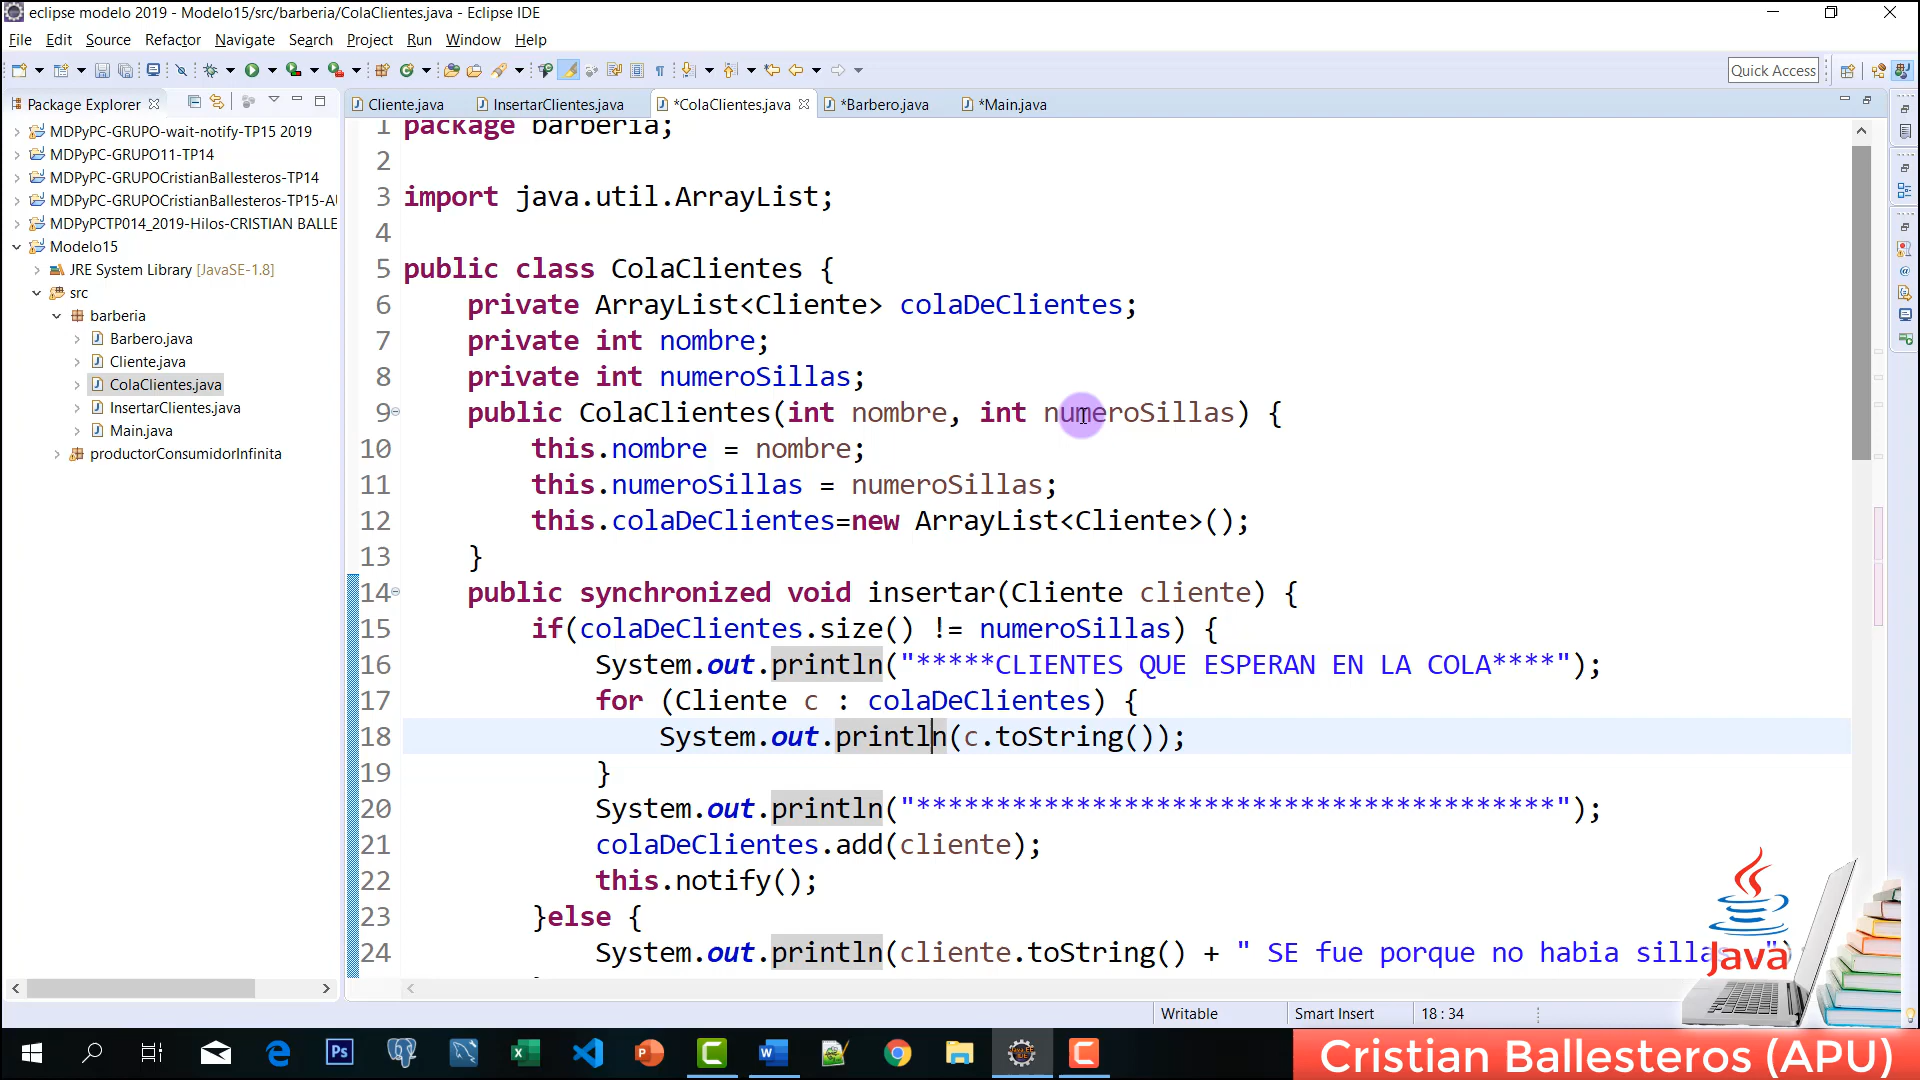 eclipse modelo 2019 - Modelo15/src/barberia/ColaClientes.java - Eclipse IDE
File Edit Source Refactor Navigate Search Project Run Window Help
Quick Access
Package Explorer
Cliente.java InsertarClientes.java *ColaClientes.java *Barbero.java *Main.java
MDPyPC-GRUPO-wait-notify-TP15 2019
MDPyPC-GRUPO11-TP14
MDPyPC-GRUPOCristianBallesteros-TP14
MDPyPC-GRUPOCristianBallesteros-TP15-AU
MDPyPCTP014_2019-Hilos-CRISTIAN BALLE
Modelo15
JRE System Library [JavaSE-1.8]
src
barberia
Barbero.java
Cliente.java
ColaClientes.java
InsertarClientes.java
Main.java
productorConsumidorInfinita
1 package barberia;
2
3 import java.util.ArrayList;
4
5 public class ColaClientes {
6 private ArrayList<Cliente> colaDeClientes;
7 private int nombre;
8 private int numeroSillas;
9 public ColaClientes(int nombre, int numeroSillas) {
10 this.nombre = nombre;
11 this.numeroSillas = numeroSillas;
12 this.colaDeClientes=new ArrayList<Cliente>();
13 }
14 public synchronized void insertar(Cliente cliente) {
15 if(colaDeClientes.size() != numeroSillas) {
16 System.out.println("*****CLIENTES QUE ESPERAN EN LA COLA****");
17 for (Cliente c : colaDeClientes) {
18 System.out.println(c.toString());
19 }
20 System.out.println("****************************************");
21 colaDeClientes.add(cliente);
22 this.notify();
23 }else {
24 System.out.println(cliente.toString() + " SE fue porque no habia sillas
Writable Smart Insert 18 : 34
Java
Cristian Ballesteros (APU)